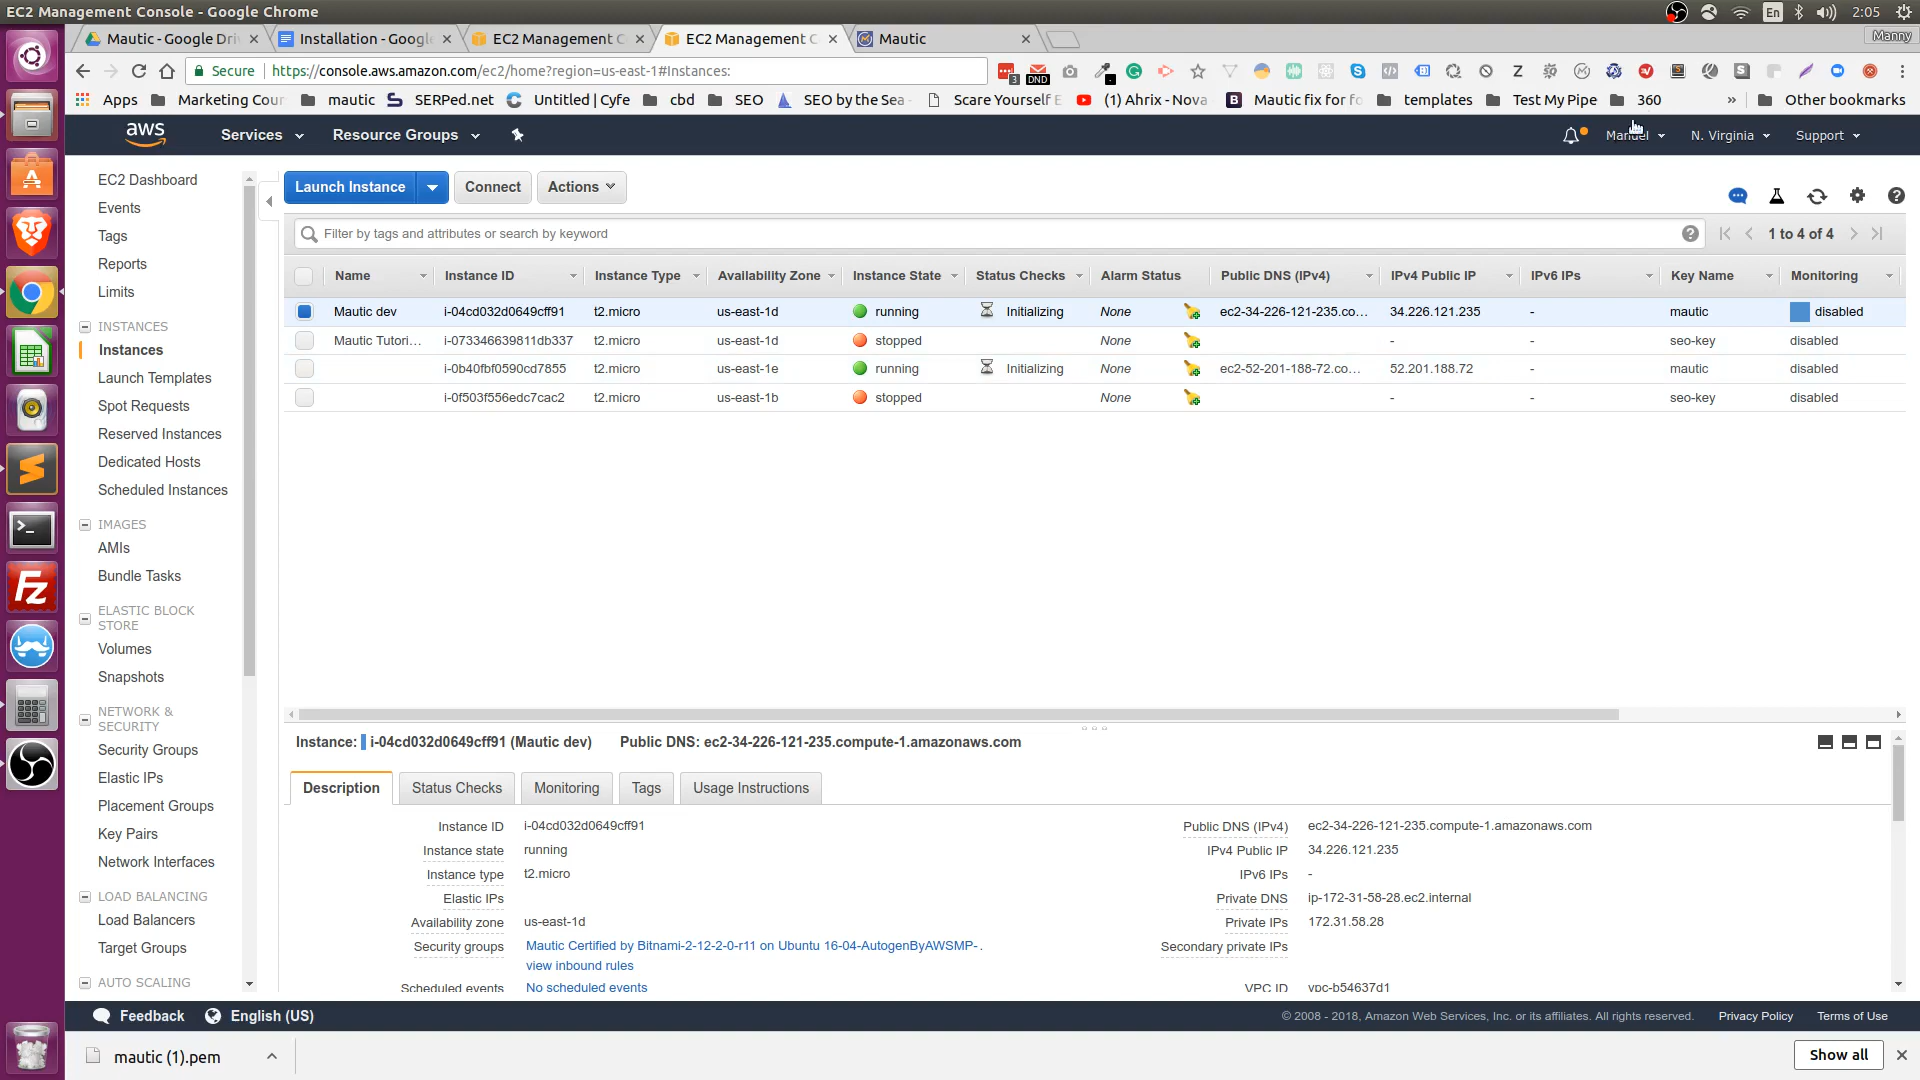 EC2 Management Console - Google Chrome
En 2:05
Mautic - Google Dri
Installation - Google
EC2 Management C
EC2 Management C
Mautic
Manny
Secure https://console.aws.amazon.com/ec2/home?region=us-east-1#Instances:
3 DND
Apps Marketing Cour mautic SERPed.net Untitled | Cyfe cbd SEO SEO by the Sea Scare Yourself E (1) Ahrix - Nova Mautic fix for fo templates Test My Pipe 360 » Other bookmarks
aws Services Resource Groups Manuel N. Virginia Support
EC2 Dashboard
Events
Tags
Reports
Limits
INSTANCES
Instances
Launch Templates
Spot Requests
Reserved Instances
Dedicated Hosts
Scheduled Instances
IMAGES
AMIs
Bundle Tasks
ELASTIC BLOCK
STORE
Volumes
Snapshots
NETWORK &
SECURITY
Security Groups
Elastic IPs
Placement Groups
Key Pairs
Network Interfaces
LOAD BALANCING
Load Balancers
Target Groups
AUTO SCALING
Launch Instance Connect Actions
Filter by tags and attributes or search by keyword 1 to 4 of 4
Name Instance ID Instance Type Availability Zone Instance State Status Checks Alarm Status Public DNS (IPv4) IPv4 Public IP IPv6 IPs Key Name Monitoring
Mautic dev i-04cd032d0649cff91 t2.micro us-east-1d running Initializing None ec2-34-226-121-235.co... 34.226.121.235 - mautic disabled
Mautic Tutori... i-073346639811db337 t2.micro us-east-1d stopped None - - seo-key disabled
i-0b40fbf0590cd7855 t2.micro us-east-1e running Initializing None ec2-52-201-188-72.co... 52.201.188.72 - mautic disabled
i-0f503f556edc7cac2 t2.micro us-east-1b stopped None - - seo-key disabled
Instance: i-04cd032d0649cff91 (Mautic dev) Public DNS: ec2-34-226-121-235.compute-1.amazonaws.com
Description Status Checks Monitoring Tags Usage Instructions
Instance ID i-04cd032d0649cff91
Instance state running
Instance type t2.micro
Elastic IPs
Availability zone us-east-1d
Security groups Mautic Certified by Bitnami-2-12-2-0-r11 on Ubuntu 16-04-AutogenByAWSMP-.
view inbound rules
Scheduled events No scheduled events
Public DNS (IPv4) ec2-34-226-121-235.compute-1.amazonaws.com
IPv4 Public IP 34.226.121.235
IPv6 IPs -
Private DNS ip-172-31-58-28.ec2.internal
Private IPs 172.31.58.28
Secondary private IPs
VPC ID vpc-b54637d1
Feedback English (US) © 2008 - 2018, Amazon Web Services, Inc. or its affiliates. All rights reserved. Privacy Policy Terms of Use
mautic (1).pem Show all